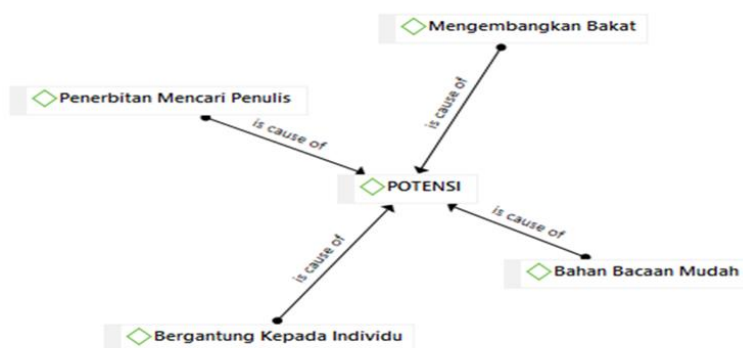 Mengembangkan Bakat
Penerbitan Mencari Penulis
is cause of
is cause of
POTENSI
is cause of
is cause of
Bahan Bacaan Mudah
Bergantung Kepada Individu